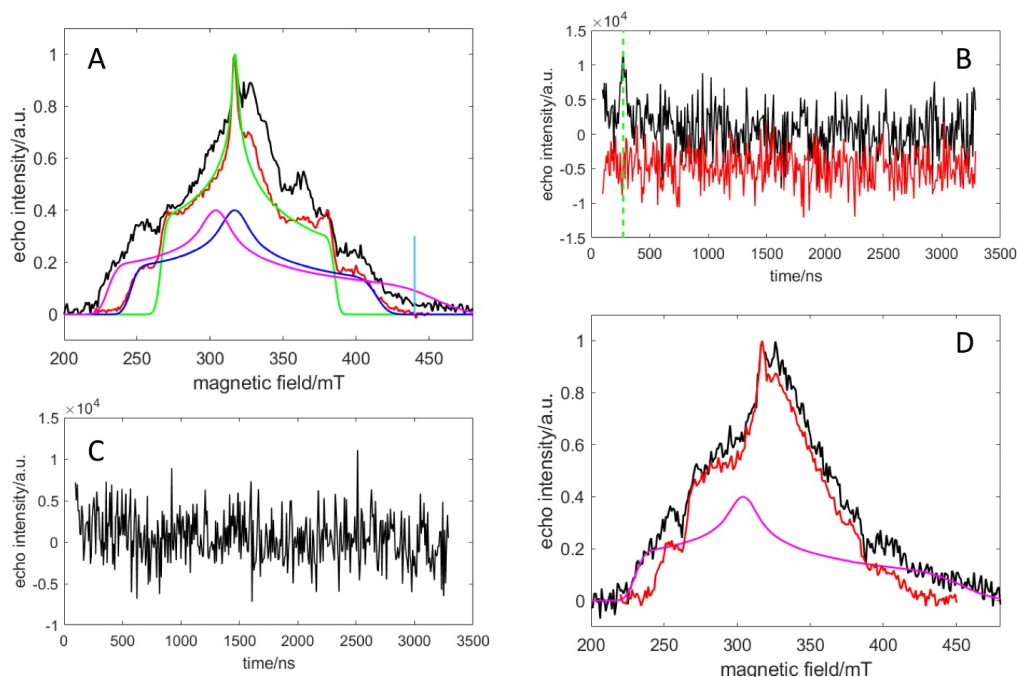 A
echo intensity/a.u.
1
0.8
0.6
0.4
0.2
0
200 250 300 350 400 450
magnetic field/mT
×10⁴
B
echo intensity/a.u.
1.5
1
0.5
0
-0.5
-1
-1.5
0 500 1000 1500 2000 2500 3000 3500
time/ns
×10⁴
C
echo intensity/a.u.
1.5
1
0.5
0
-0.5
-1
0 500 1000 1500 2000 2500 3000 3500
time/ns
D
echo intensity/a.u.
1
0.8
0.6
0.4
0.2
0
200 250 300 350 400 450
magnetic field/mT